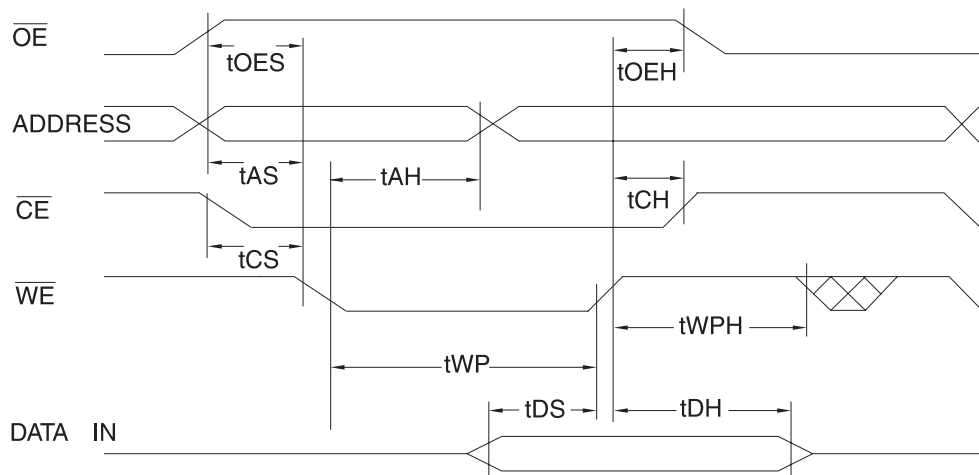 OE
tOES
tOEH
ADDRESS
tAS
tAH
tCH
CE
tCS
WE
tWPH
tWP
tDS
tDH
DATA IN